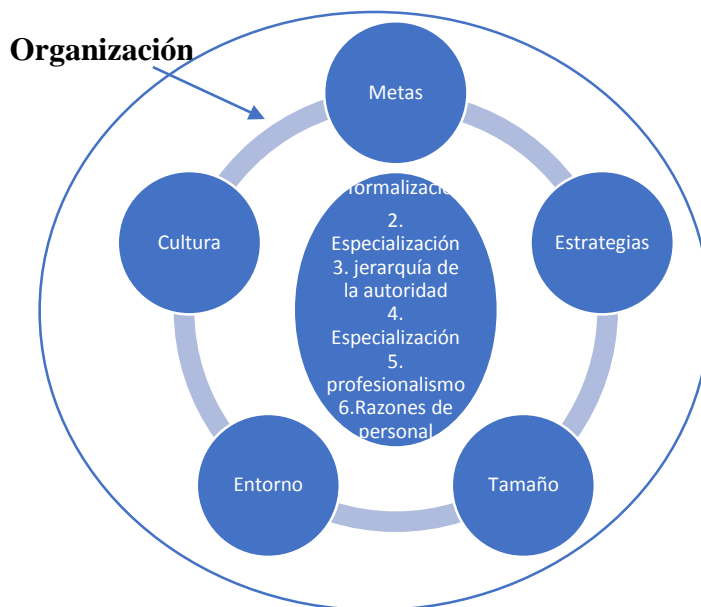 Organización
Metas
Cultura
Estrategias
2.
Especialización
3. jerarquía de
la autoridad
4.
Especialización
5.
profesionalismo
6.Razones de
personal
Entorno
Tamaño